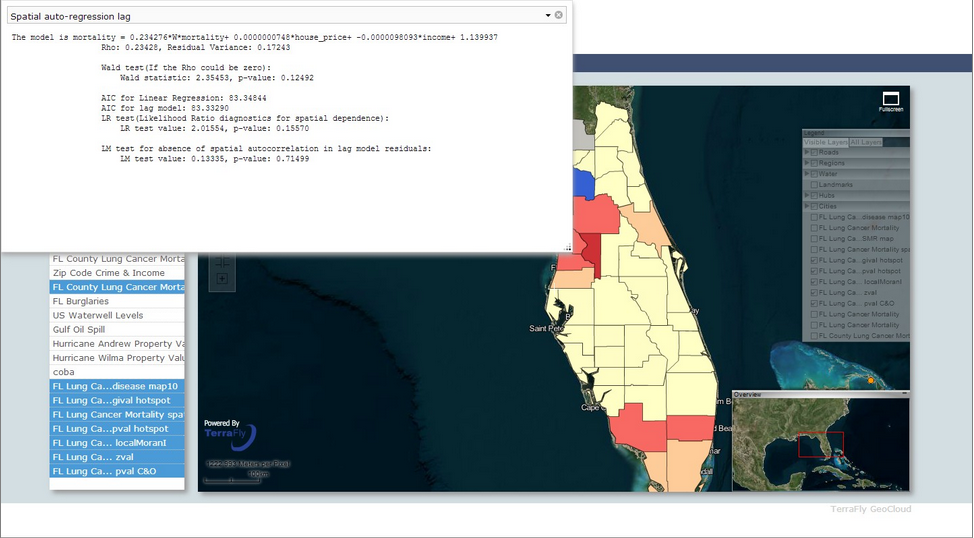 Spatial auto-regression lag
The model is mortality = 0.234276*W*mortality+ 0.0000000748*house_price+ -0.0000098093*income+ 1.139937
Rho: 0.23428, Residual Variance: 0.17243
Wald test(If the Rho could be zero):
Wald statistic: 2.35453, p-value: 0.12492
AIC for Linear Regression: 83.34844
AIC for lag model: 83.33290
LR test(Likelihood Ratio diagnostics for spatial dependence):
LR test value: 2.01554, p-value: 0.15570
LM test for absence of spatial autocorrelation in lag model residuals:
LM test value: 0.13335, p-value: 0.71499
FL County Lung Cancer Morta
Zip Code Crime & Income
FL County Lung Cancer Morta
FL Burglaries
US Waterwell Levels
Gulf Oil Spill
Hurricane Andrew Property Va
Hurricane Wilma Property Valu
coba
FL Lung Ca...disease map10
FL Lung Ca...gival hotspot
FL Lung Cancer Mortality spa
FL Lung Ca...pval hotspot
FL Lung Ca... localMoranI
FL Lung Ca... zval
FL Lung Ca... pval C&O
Fullscreen
Legend
Visible Layers All Layers
Roads
Regions
Water
Landmarks
Hubs
Cities
FL Lung Ca...disease map10
FL Lung Cancer Mortality
FL Lung Ca...SMR map
FL Lung Cancer Mortality spa
FL Lung Ca...gival hotspot
FL Lung Ca...pval hotspot
FL Lung Ca... localMoranI
FL Lung Ca... zval
FL Lung Ca... pval C&O
FL Lung Cancer Mortality
FL Lung Cancer Mortality
FL County Lung Cancer Mort
Saint Pete
ay
Cape
m B
d Bea
nar
dall
Powered By
TerraFly
100km
Overview
TerraFly GeoCloud